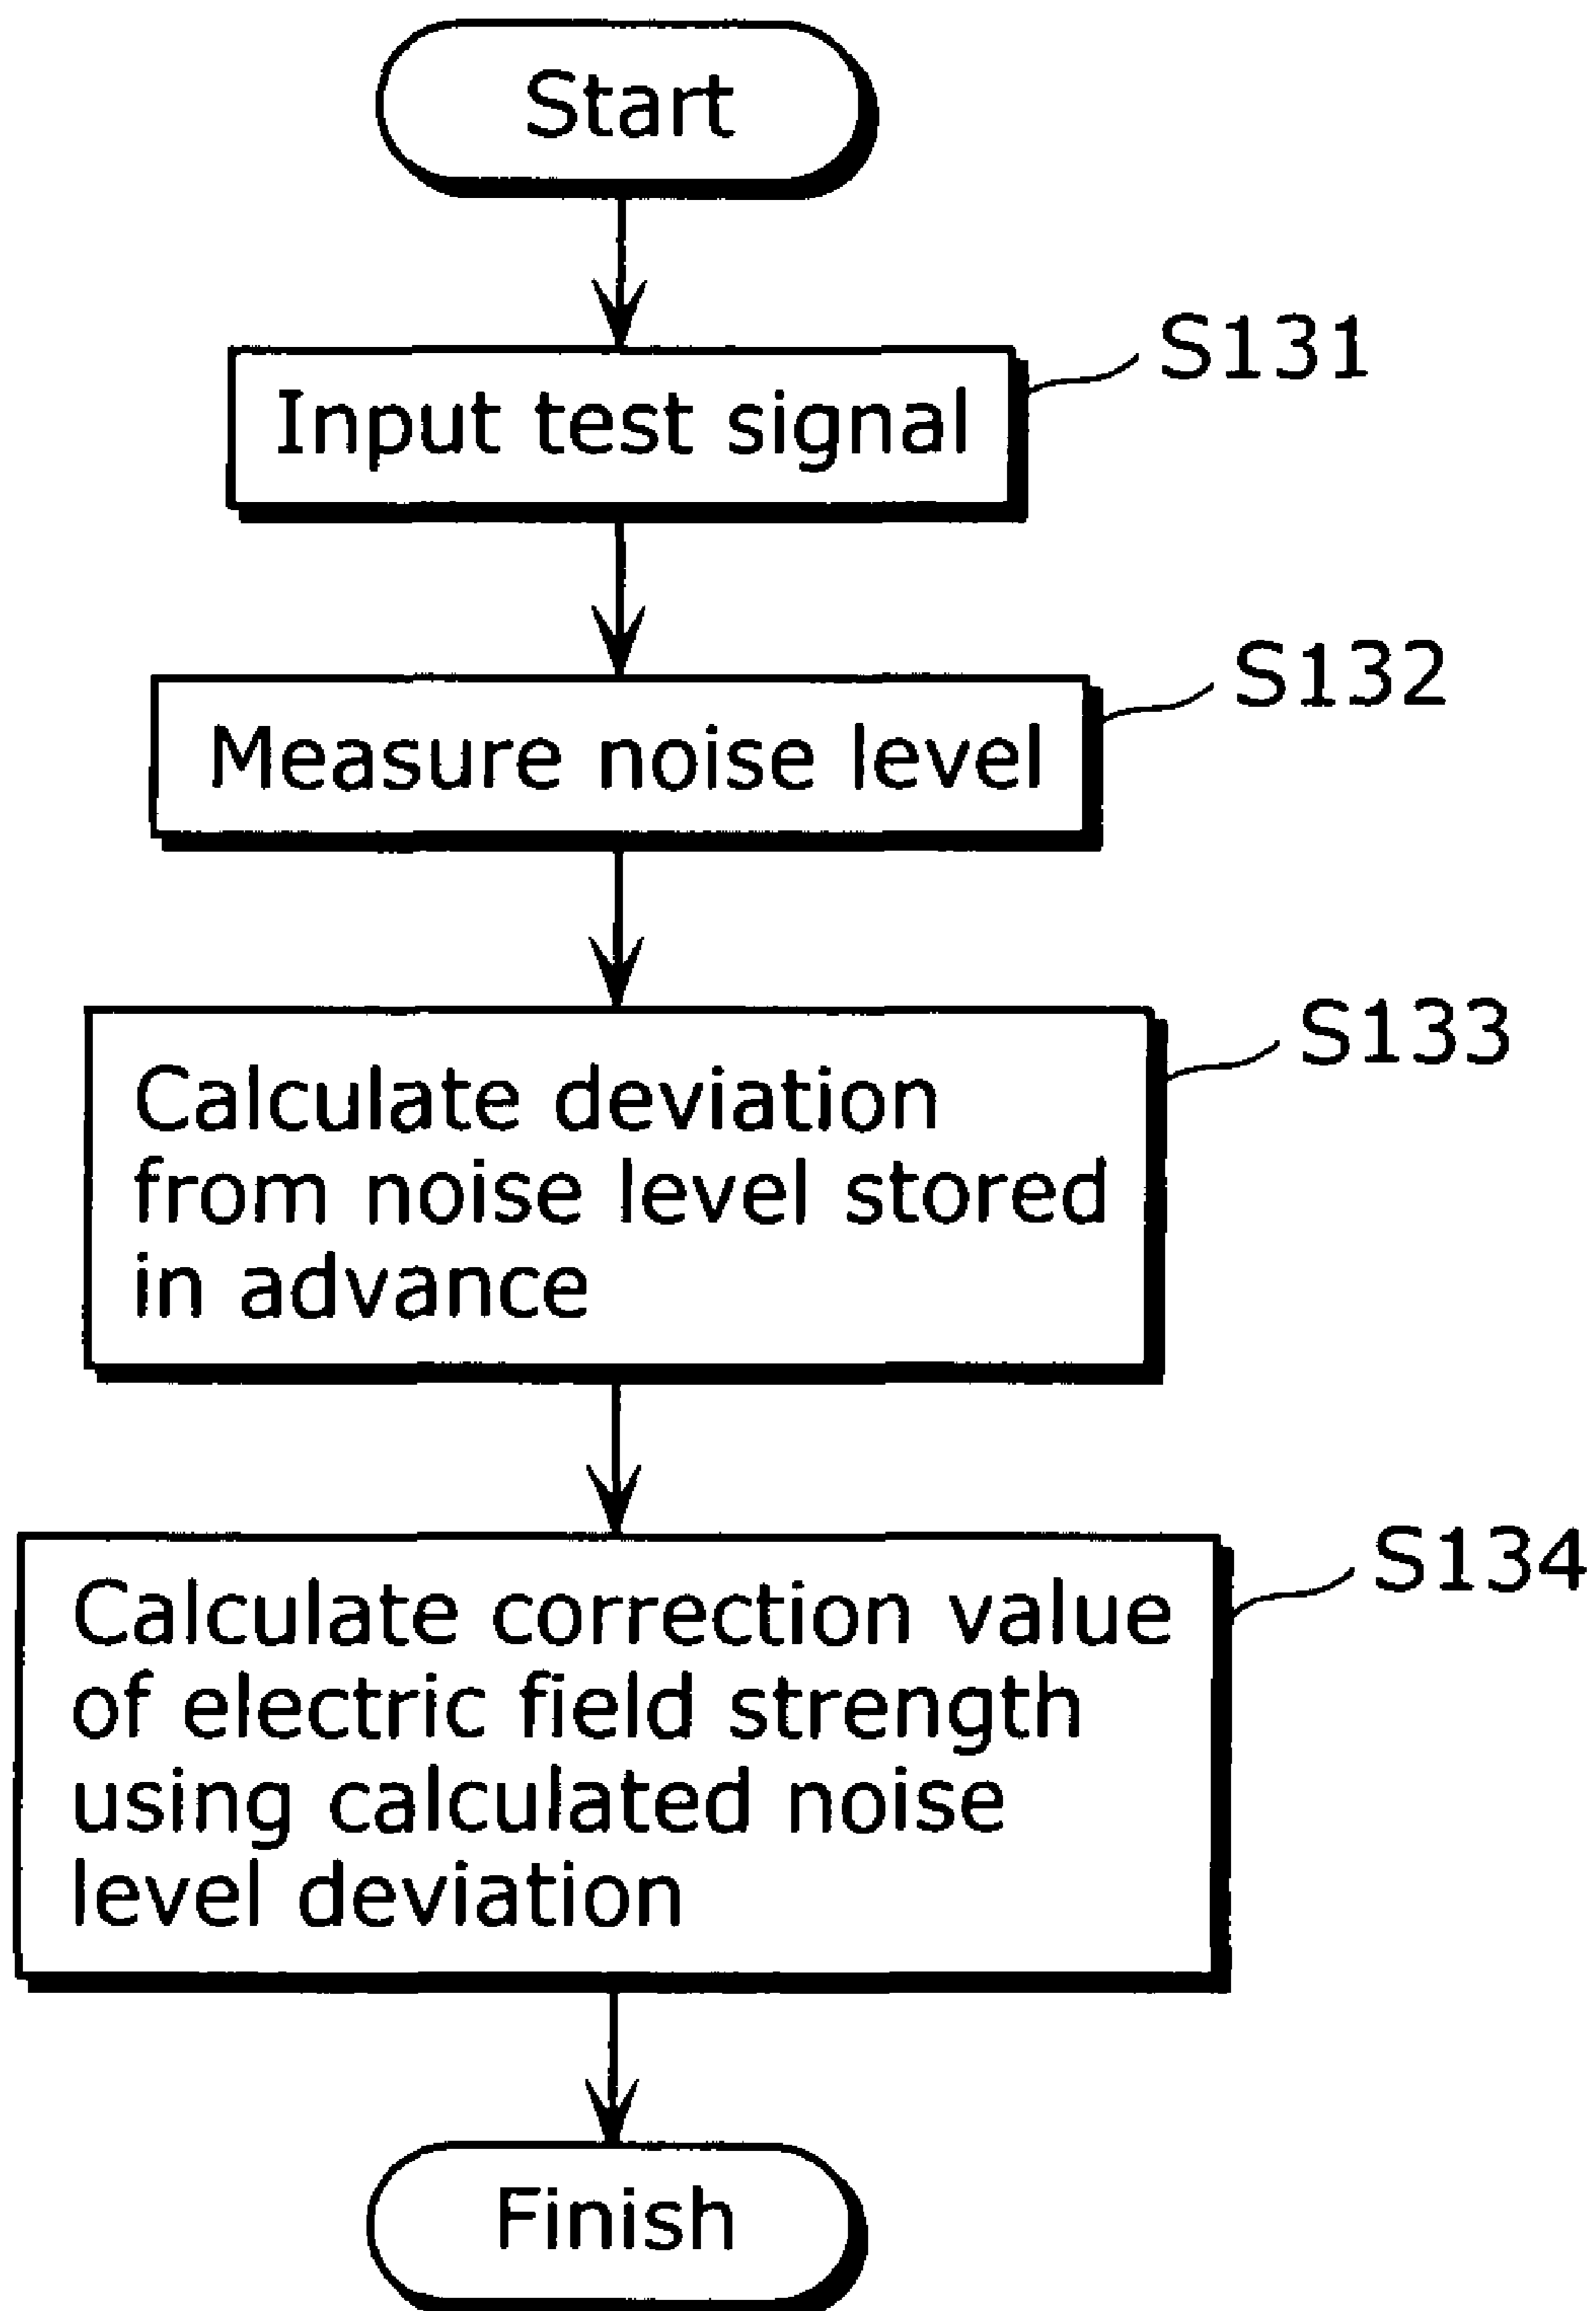 Start
S131
Input test signal
S132
Measure noise level
S133
Calculate deviation
from noise level stored
in advance
S134
Calculate correction value
of electric field strength
using calculated noise
level deviation
Finish